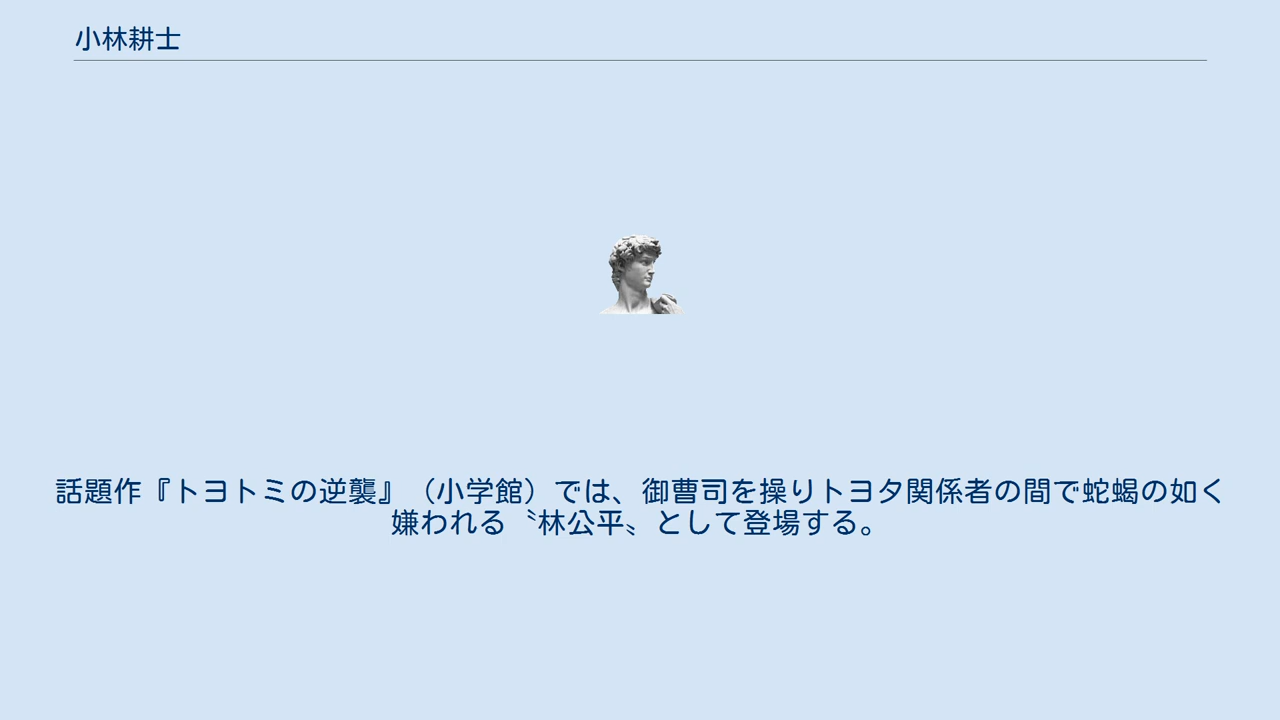 小林耕士
話題作『トヨトミの逆襲』（小学館）では、御曹司を操りトヨタ関係者の間で蛇蝎の如く
嫌われる〝林公平〟として登場する。